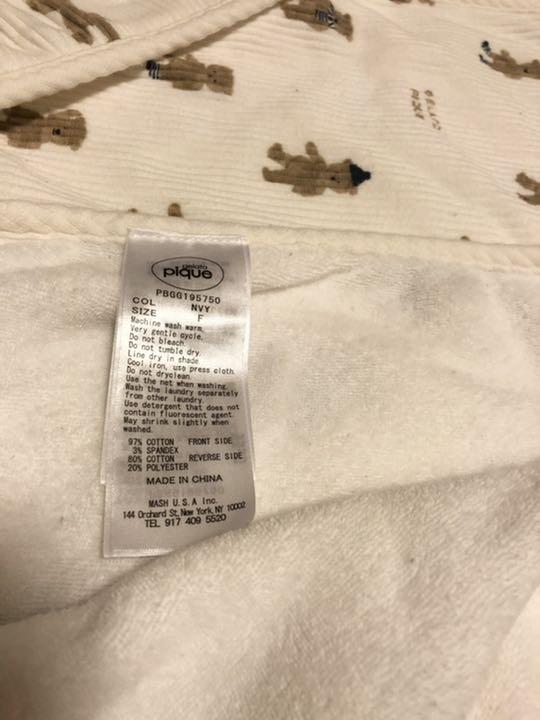 GELATO
PIQUE
gelato
pique
PBGG195750
COL NVY
SIZE F
Machine wash warm,
Very gentle cycle.
Do not bleach.
Do not tumble dry.
Line dry in shade.
Cool iron, use press cloth.
Do not dryclean.
Use the net when washing.
Wash the laundry separately
from other laundry.
Use detergent that does not
contain fluorescent agent.
May shrink slightly when
washed.
97% COTTON FRONT SIDE
3% SPANDEX
80% COTTON REVERSE SIDE
20% POLYESTER
MADE IN CHINA
MASH U.S.A Inc.
144 Orchard St, New York, NY 10002
TEL 917 409 5520